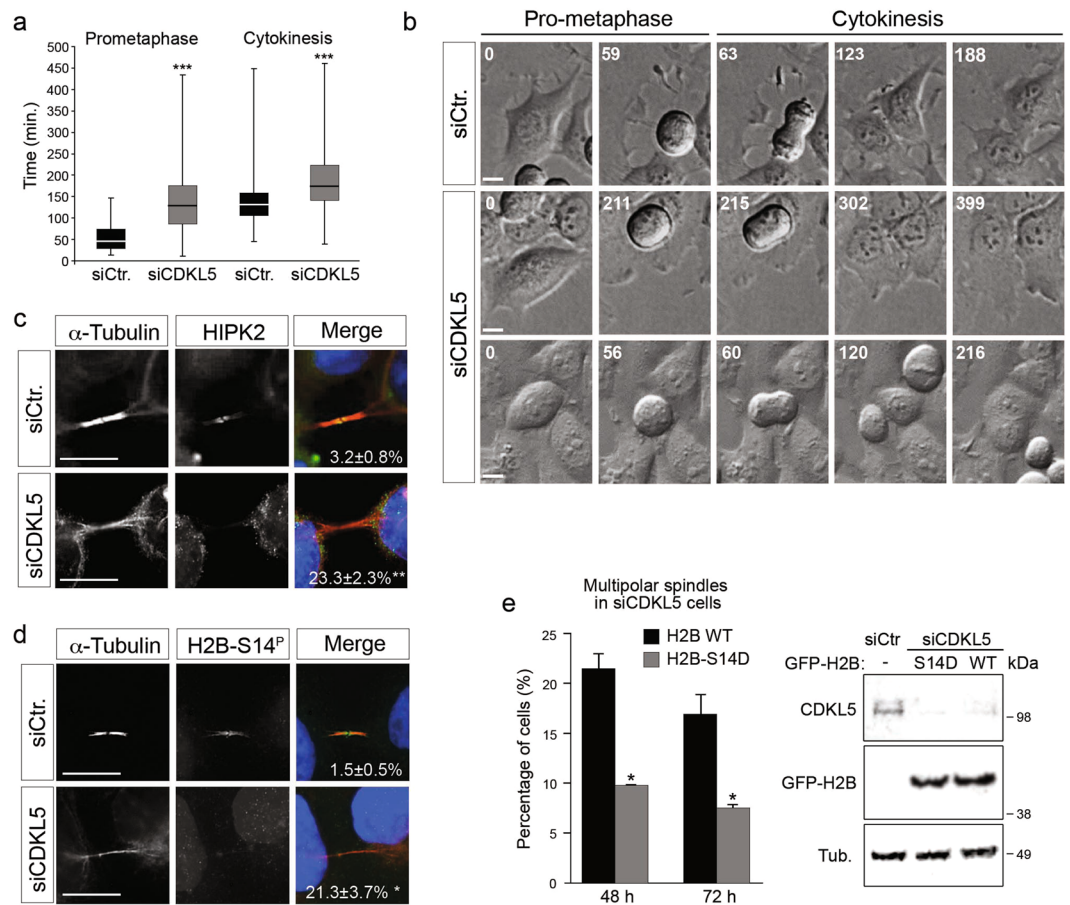 a
Prometaphase Cytokinesis
Time (min.)
500
450
400
350
300
250
200
150
100
50
0
*** ***
siCtr. siCDKL5 siCtr. siCDKL5
b
Pro-metaphase Cytokinesis
siCtr.
0 59 63 123 188
siCDKL5
0 211 215 302 399
0 56 60 120 216
c
α-Tubulin HIPK2 Merge
siCtr.
3.2±0.8%
siCDKL5
23.3±2.3%**
d
α-Tubulin H2B-S14ᴾ Merge
siCtr.
1.5±0.5%
siCDKL5
21.3±3.7% *
e
Multipolar spindles
in siCDKL5 cells
H2B WT
H2B-S14D
Percentage of cells (%)
25
20
15
10
5
0
* *
48 h 72 h
siCtr siCDKL5
GFP-H2B: - S14D WT kDa
CDKL5 – 98
GFP-H2B
– 38
Tub. – 49